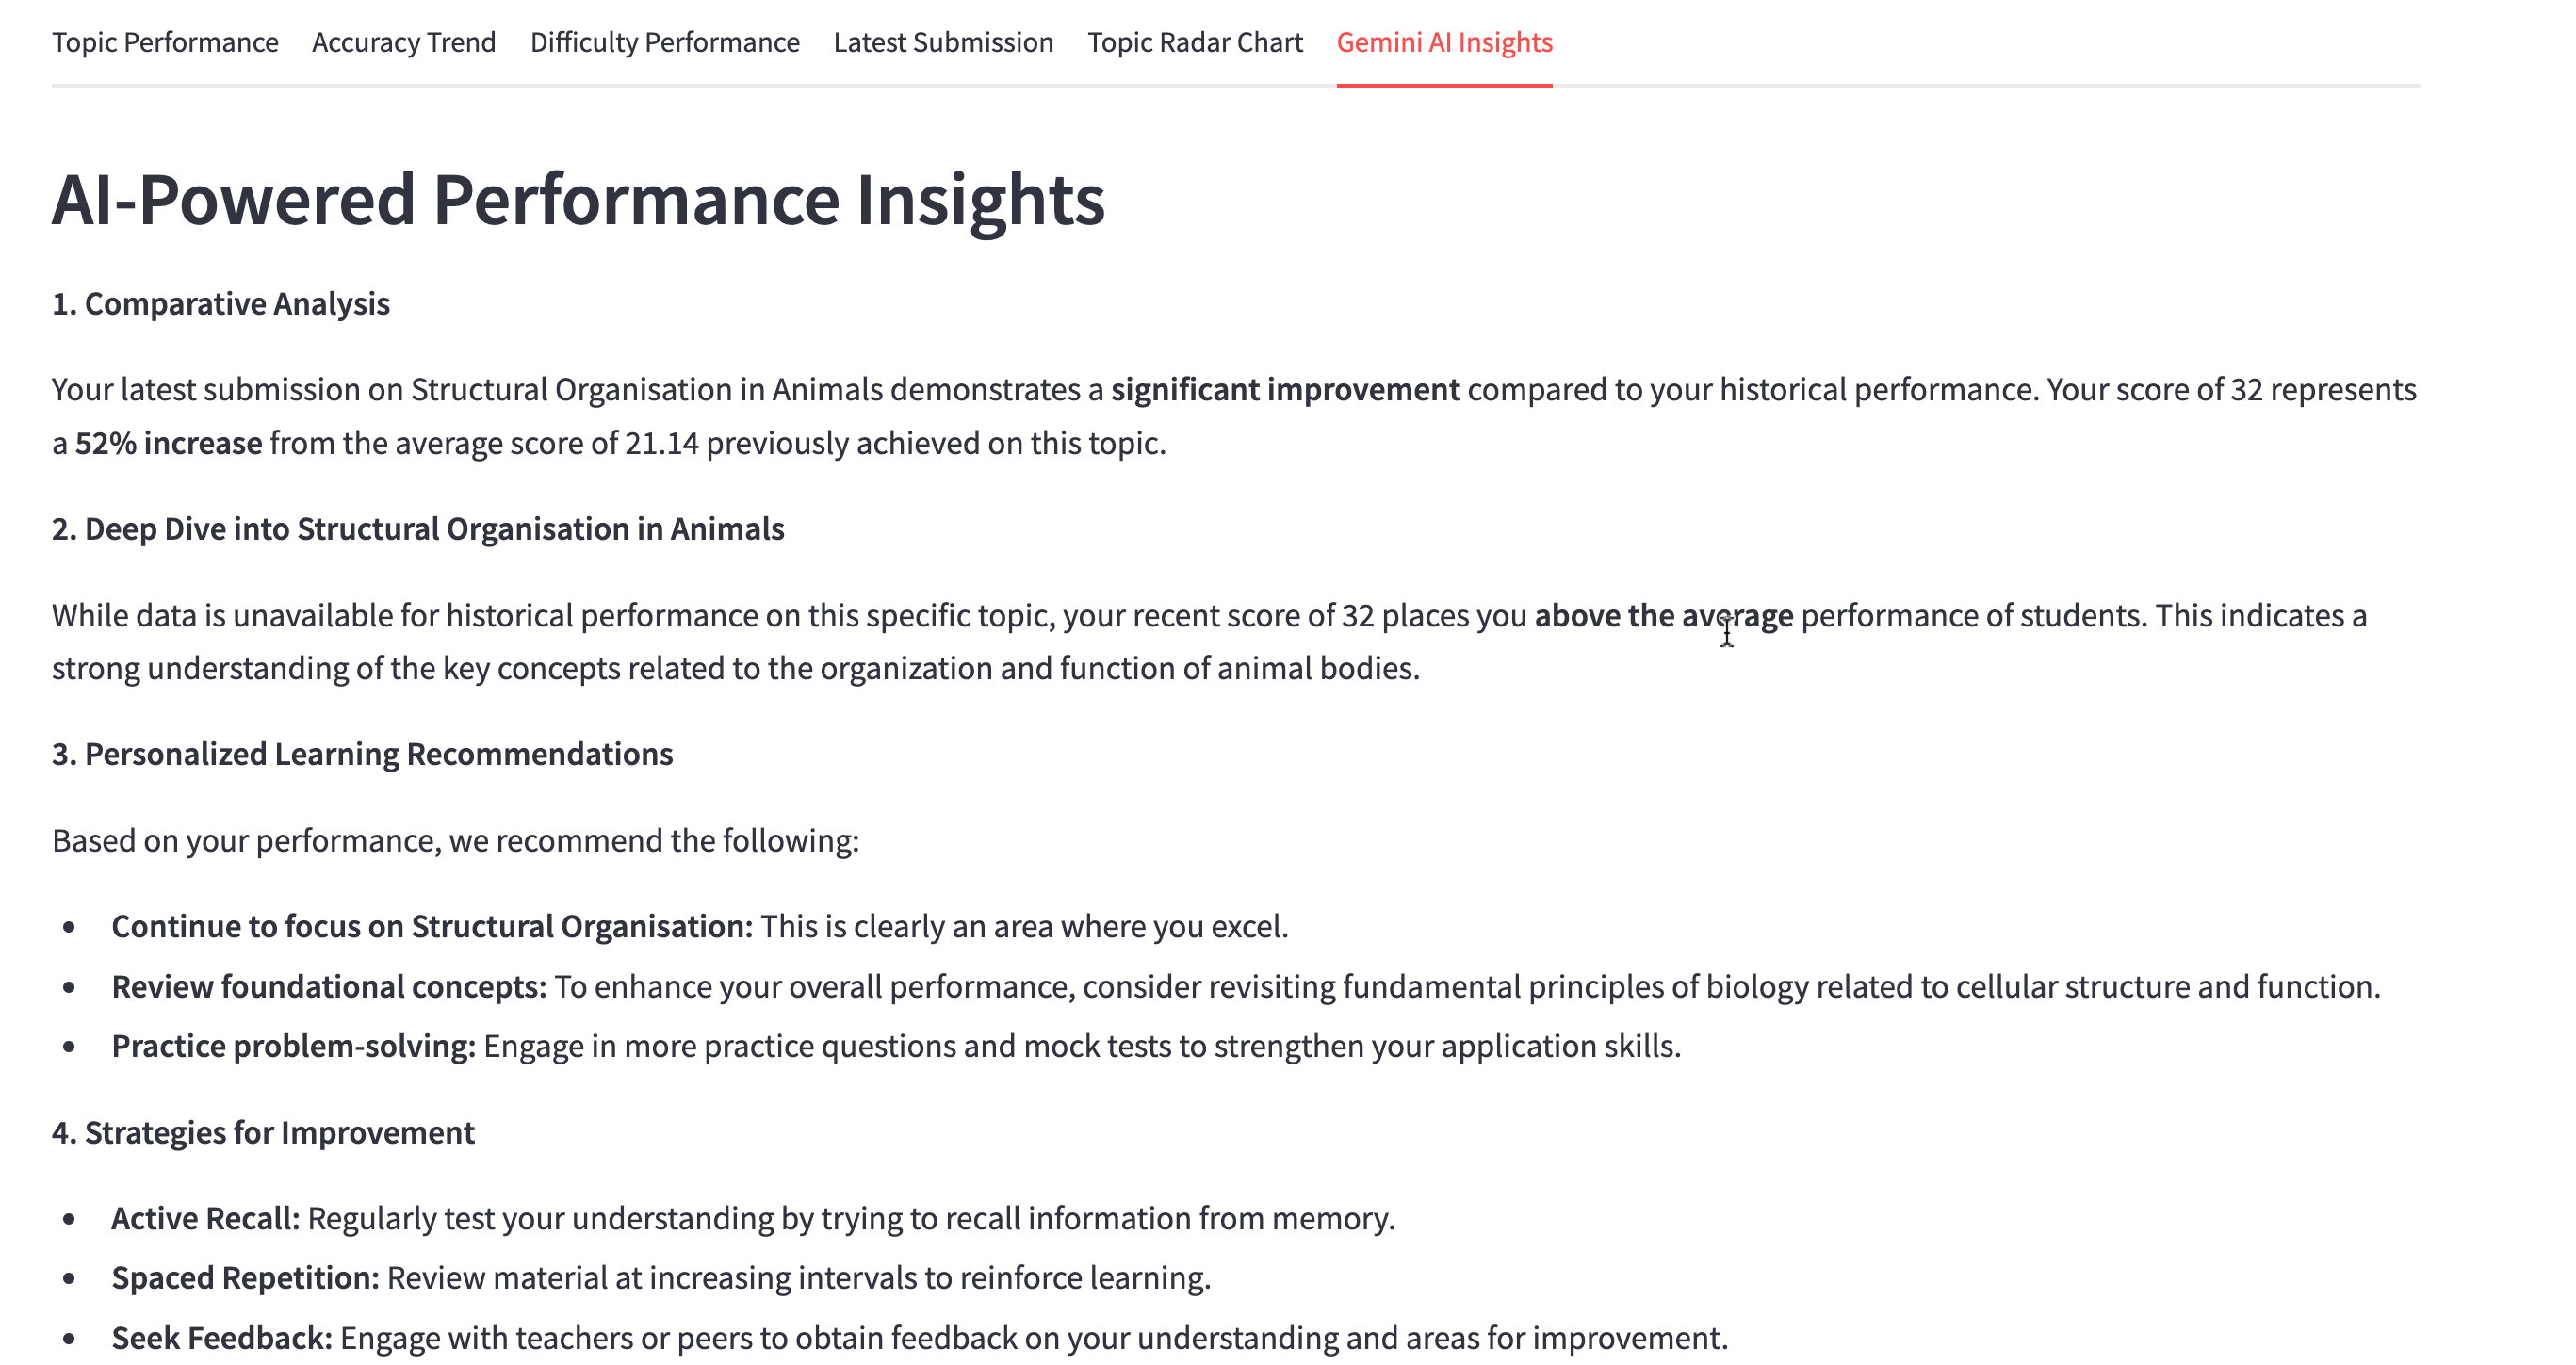 Topic Performance Accuracy Trend Difficulty Performance Latest Submission Topic Radar Chart Gemini AI Insights
AI-Powered Performance Insights
1. Comparative Analysis
Your latest submission on Structural Organisation in Animals demonstrates a significant improvement compared to your historical performance. Your score of 32 represents
a 52% increase from the average score of 21.14 previously achieved on this topic.
2. Deep Dive into Structural Organisation in Animals
While data is unavailable for historical performance on this specific topic, your recent score of 32 places you above the average performance of students. This indicates a
strong understanding of the key concepts related to the organization and function of animal bodies.
3. Personalized Learning Recommendations
Based on your performance, we recommend the following:
• Continue to focus on Structural Organisation: This is clearly an area where you excel.
• Review foundational concepts: To enhance your overall performance, consider revisiting fundamental principles of biology related to cellular structure and function.
• Practice problem-solving: Engage in more practice questions and mock tests to strengthen your application skills.
4. Strategies for Improvement
• Active Recall: Regularly test your understanding by trying to recall information from memory.
• Spaced Repetition: Review material at increasing intervals to reinforce learning.
• Seek Feedback: Engage with teachers or peers to obtain feedback on your understanding and areas for improvement.